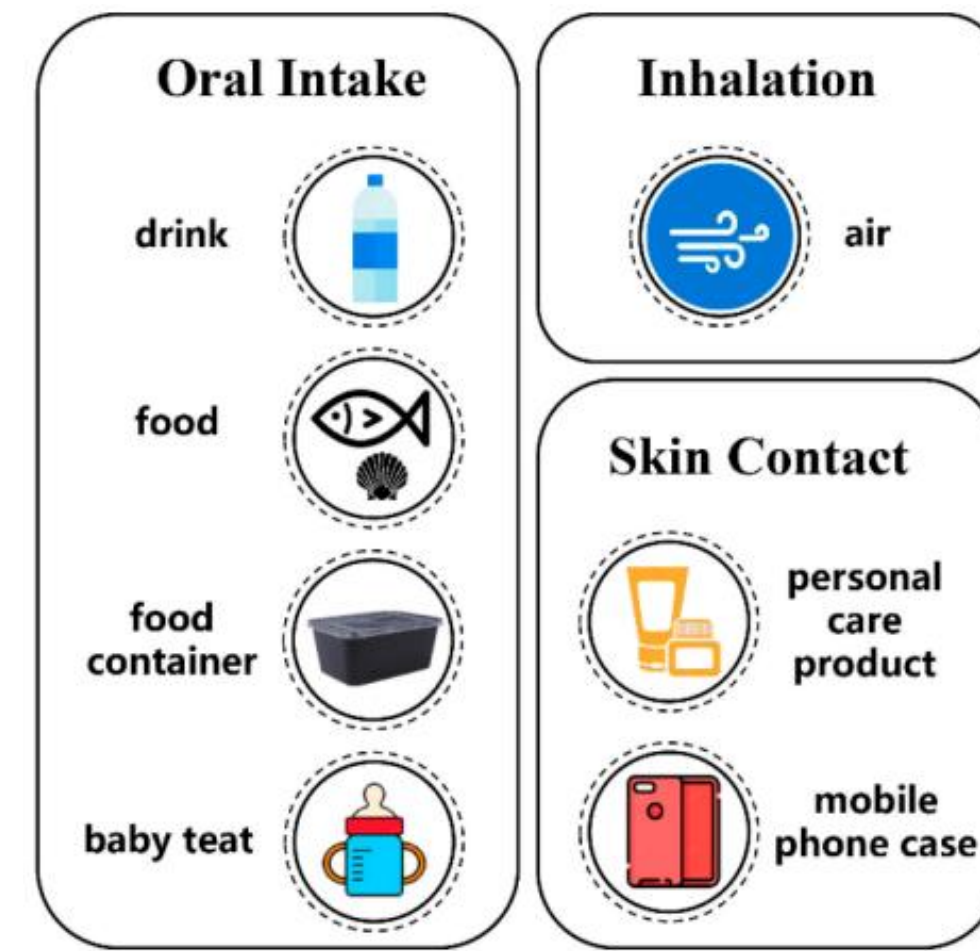 Oral Intake
drink
food
food
container
baby teat
Inhalation
air
Skin Contact
personal
care
product
mobile
phone case